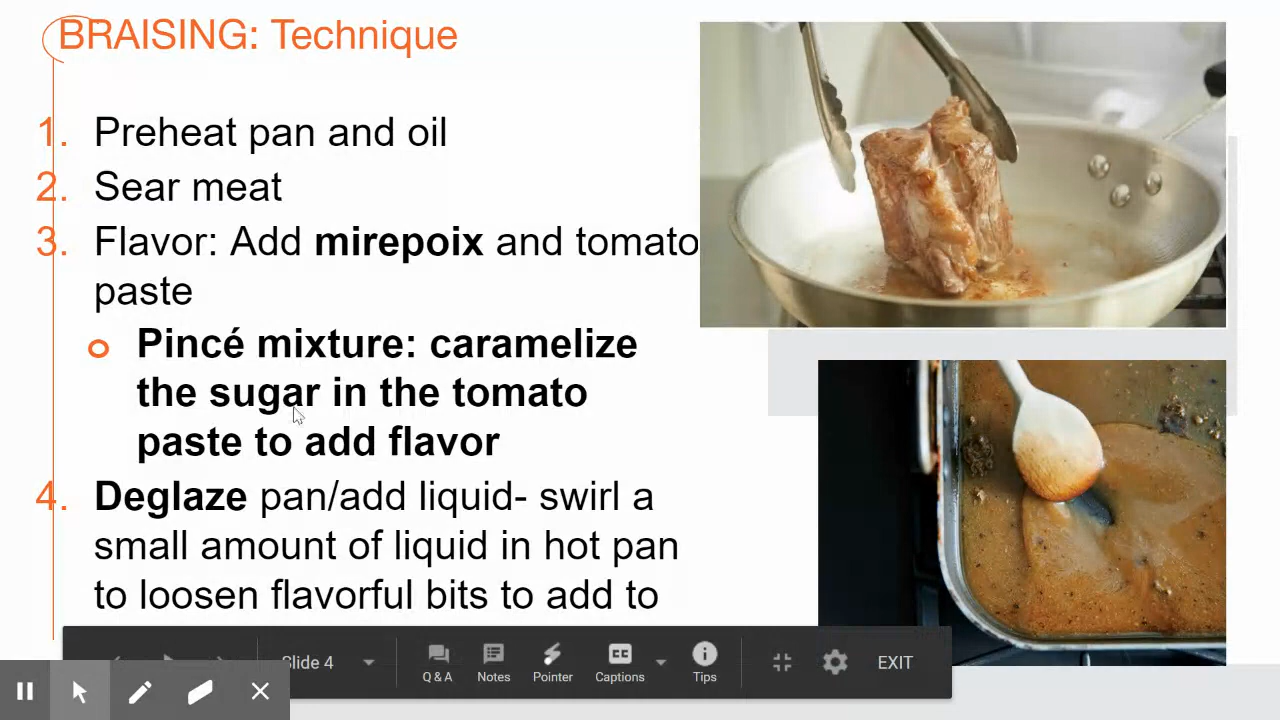 BRAISING: Technique
1. Preheat pan and oil
2. Sear meat
3. Flavor: Add mirepoix and tomato
paste
Pincé mixture: caramelize
the sugar in the tomato
paste to add flavor
4. Deglaze pan/add liquid- swirl a
small amount of liquid in hot pan
to loosen flavorful bits to add to
Slide 4
Q & A
Notes
Pointer
Captions
Tips
EXIT